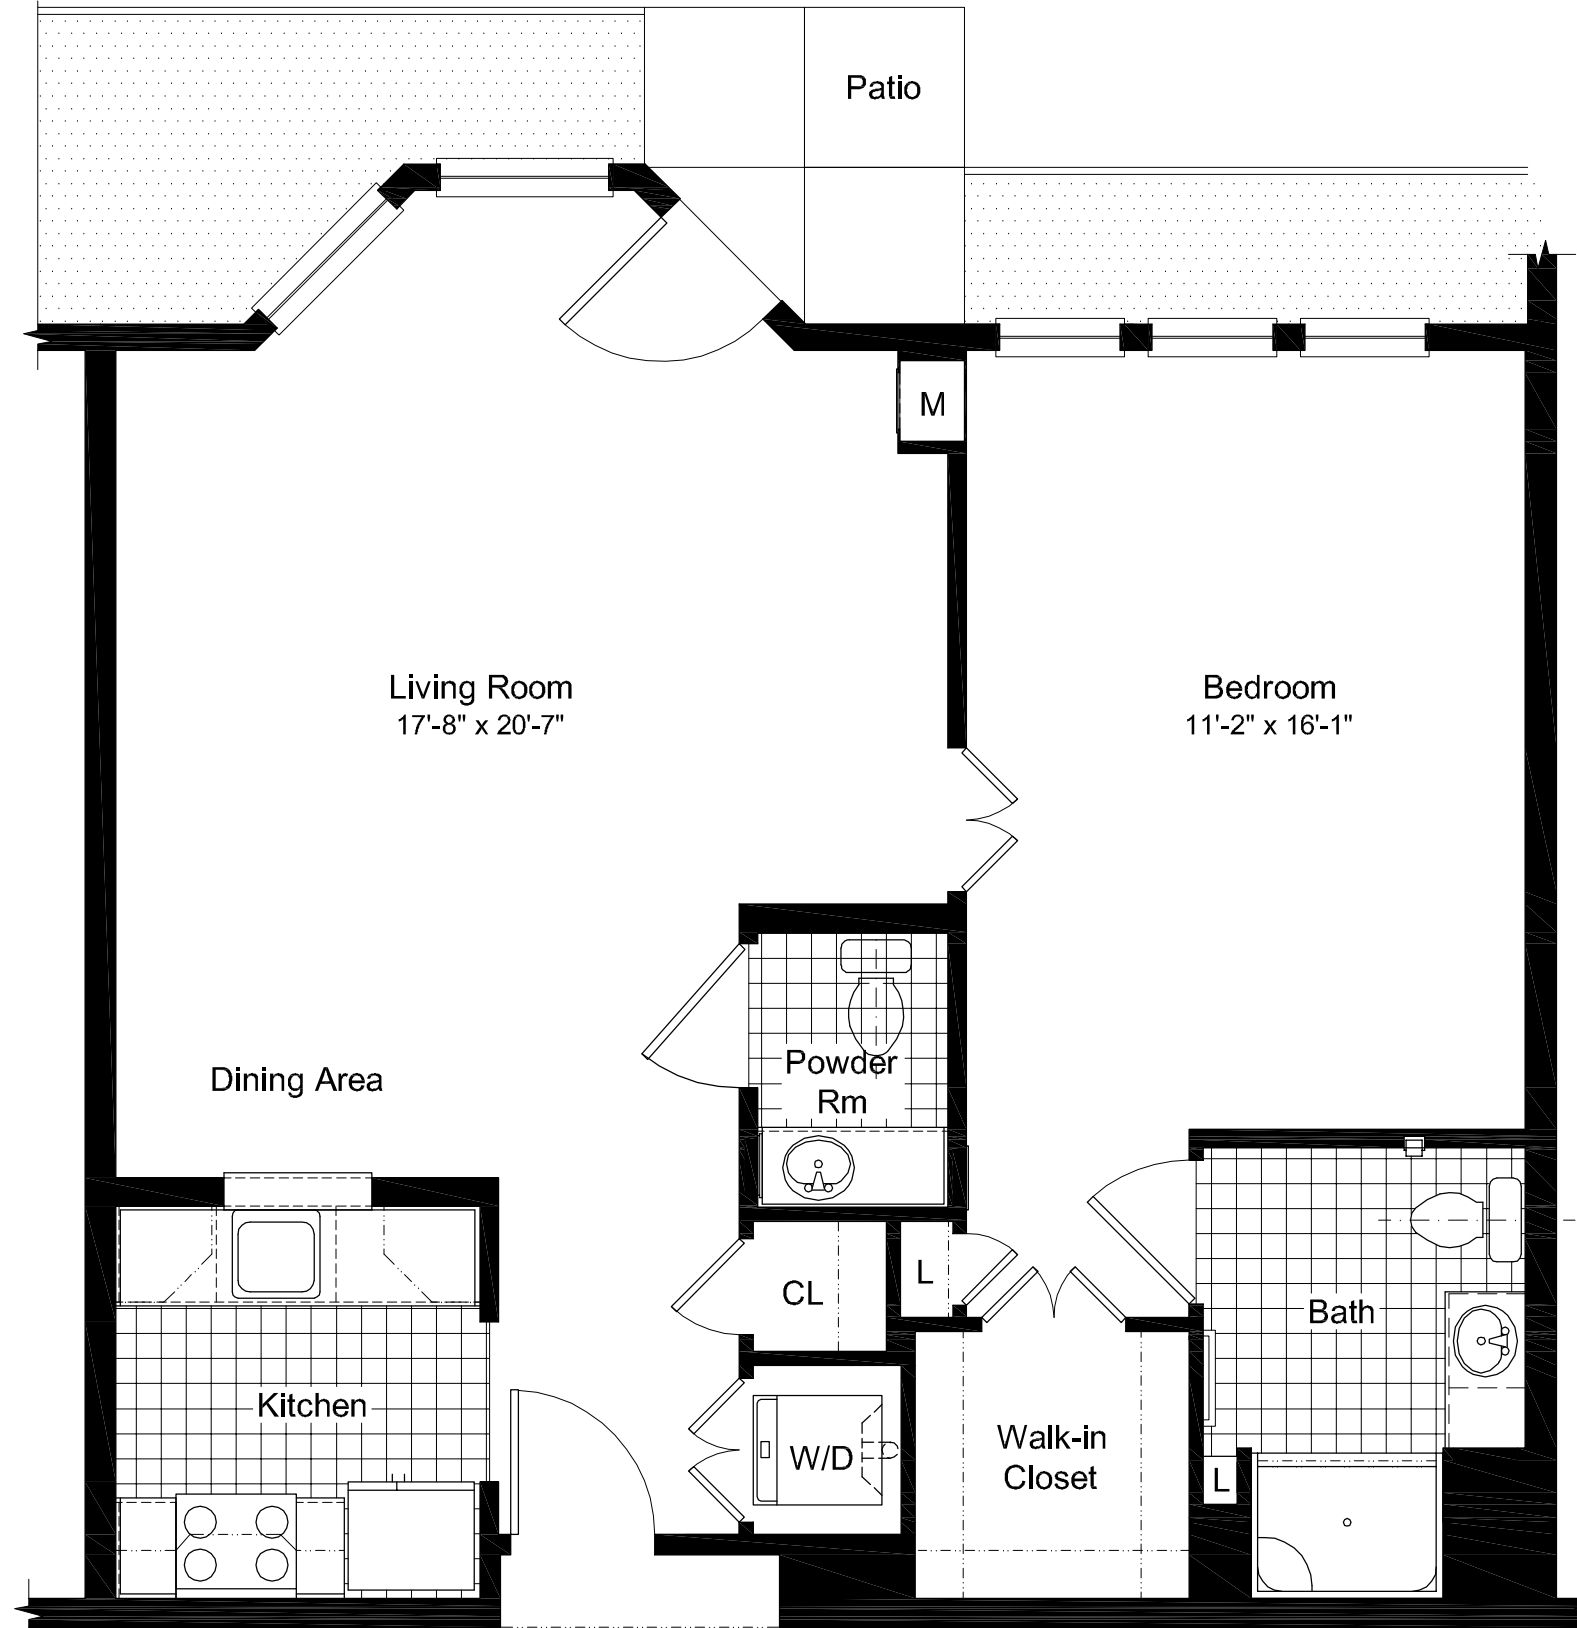 Patio
M
Living Room
17'-8" x 20'-7"
Bedroom
11'-2" x 16'-1"
Dining Area
Powder
Rm
CL
L
Bath
Kitchen
W/D
Walk-in
Closet
L